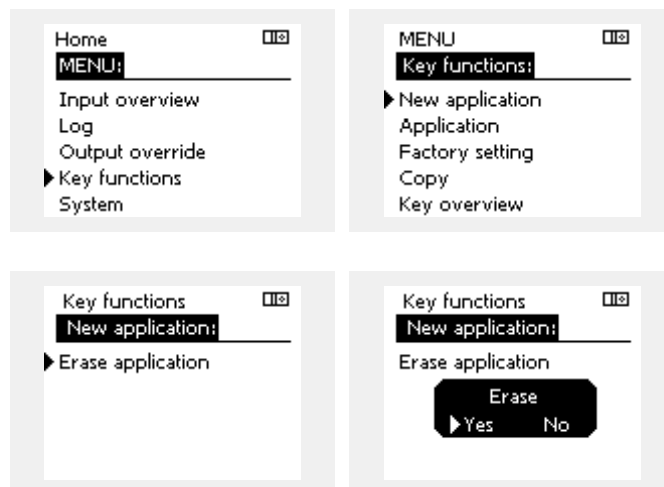 Home
MENU:
Input overview
Log
Output override
Key functions
System
MENU
Key functions:
New application
Application
Factory setting
Copy
Key overview
Key functions
New application:
Erase application
Key functions
New application:
Erase application
Erase
Yes No